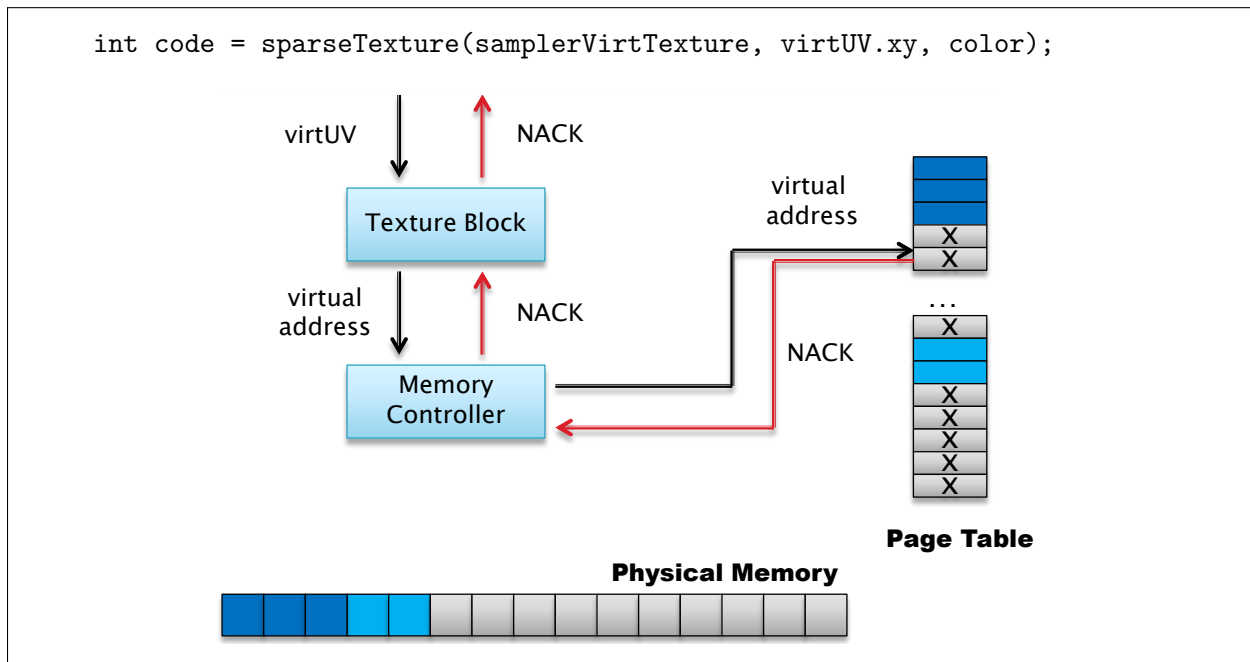 int code = sparseTexture(samplerVirtTexture, virtUV.xy, color);
virtUV
NACK
Texture Block
virtual
address
NACK
Memory
Controller
virtual
address
X
X
...
X
NACK
X
X
X
X
X
Page Table
Physical Memory